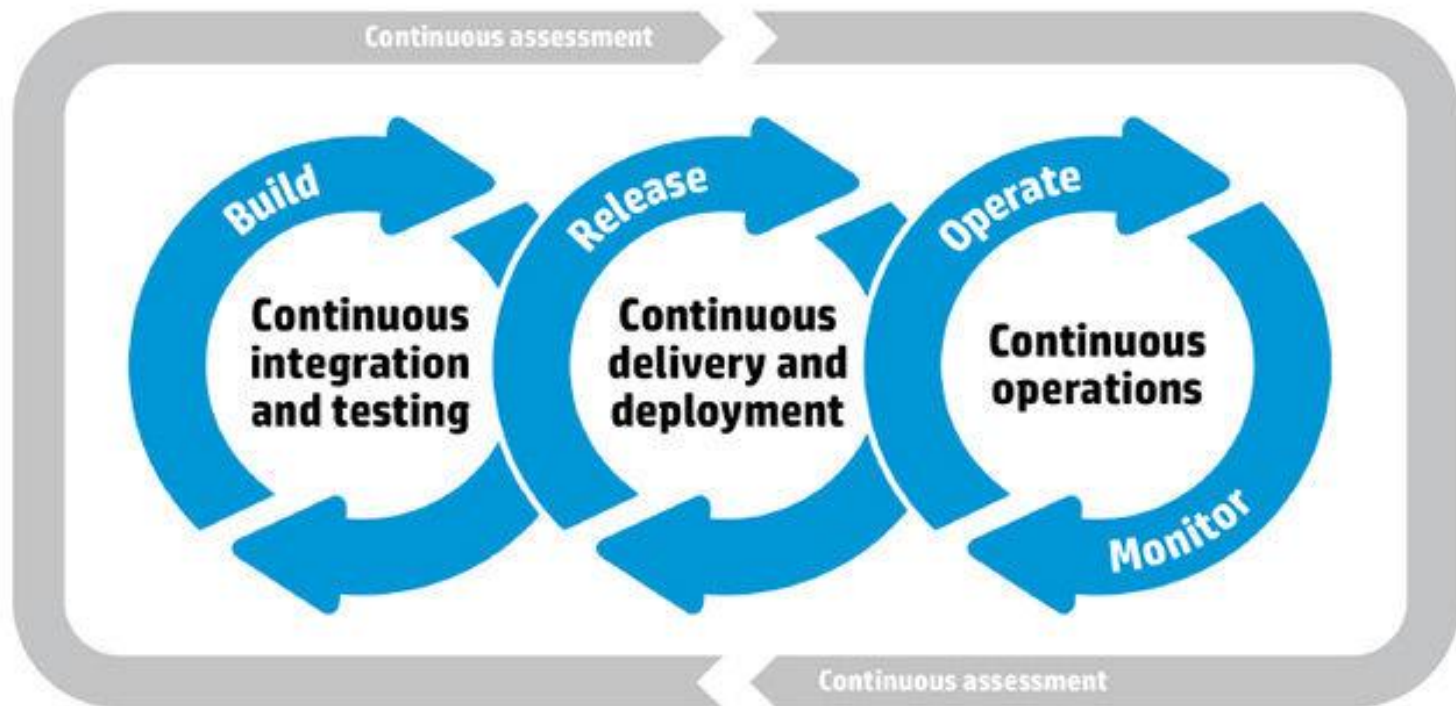 Continuous assessment
Build
Release
Operate
Continuous
integration
and testing
Continuous
delivery and
deployment
Continuous
operations
Monitor
Continuous assessment